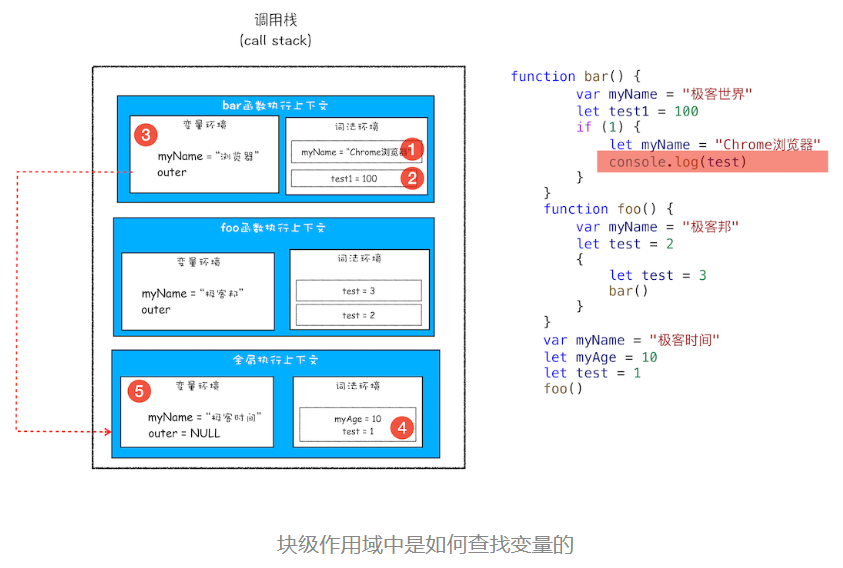 调用栈
(call stack)
bar函数执行上下文
变量环境
3
myName = "浏览器"
outer
词法环境
myName = "Chrome浏览器"
1
test1 = 100
2
foo函数执行上下文
变量环境
myName = "极客邦"
outer
词法环境
test = 3
test = 2
全局执行上下文
变量环境
5
myName = "极客时间"
outer = NULL
词法环境
myAge = 10
test = 1
4
function bar() {
var myName = "极客世界"
let test1 = 100
if (1) {
let myName = "Chrome浏览器"
console.log(test)
}
}
function foo() {
var myName = "极客邦"
let test = 2
{
let test = 3
bar()
}
}
var myName = "极客时间"
let myAge = 10
let test = 1
foo()
块级作用域中是如何查找变量的